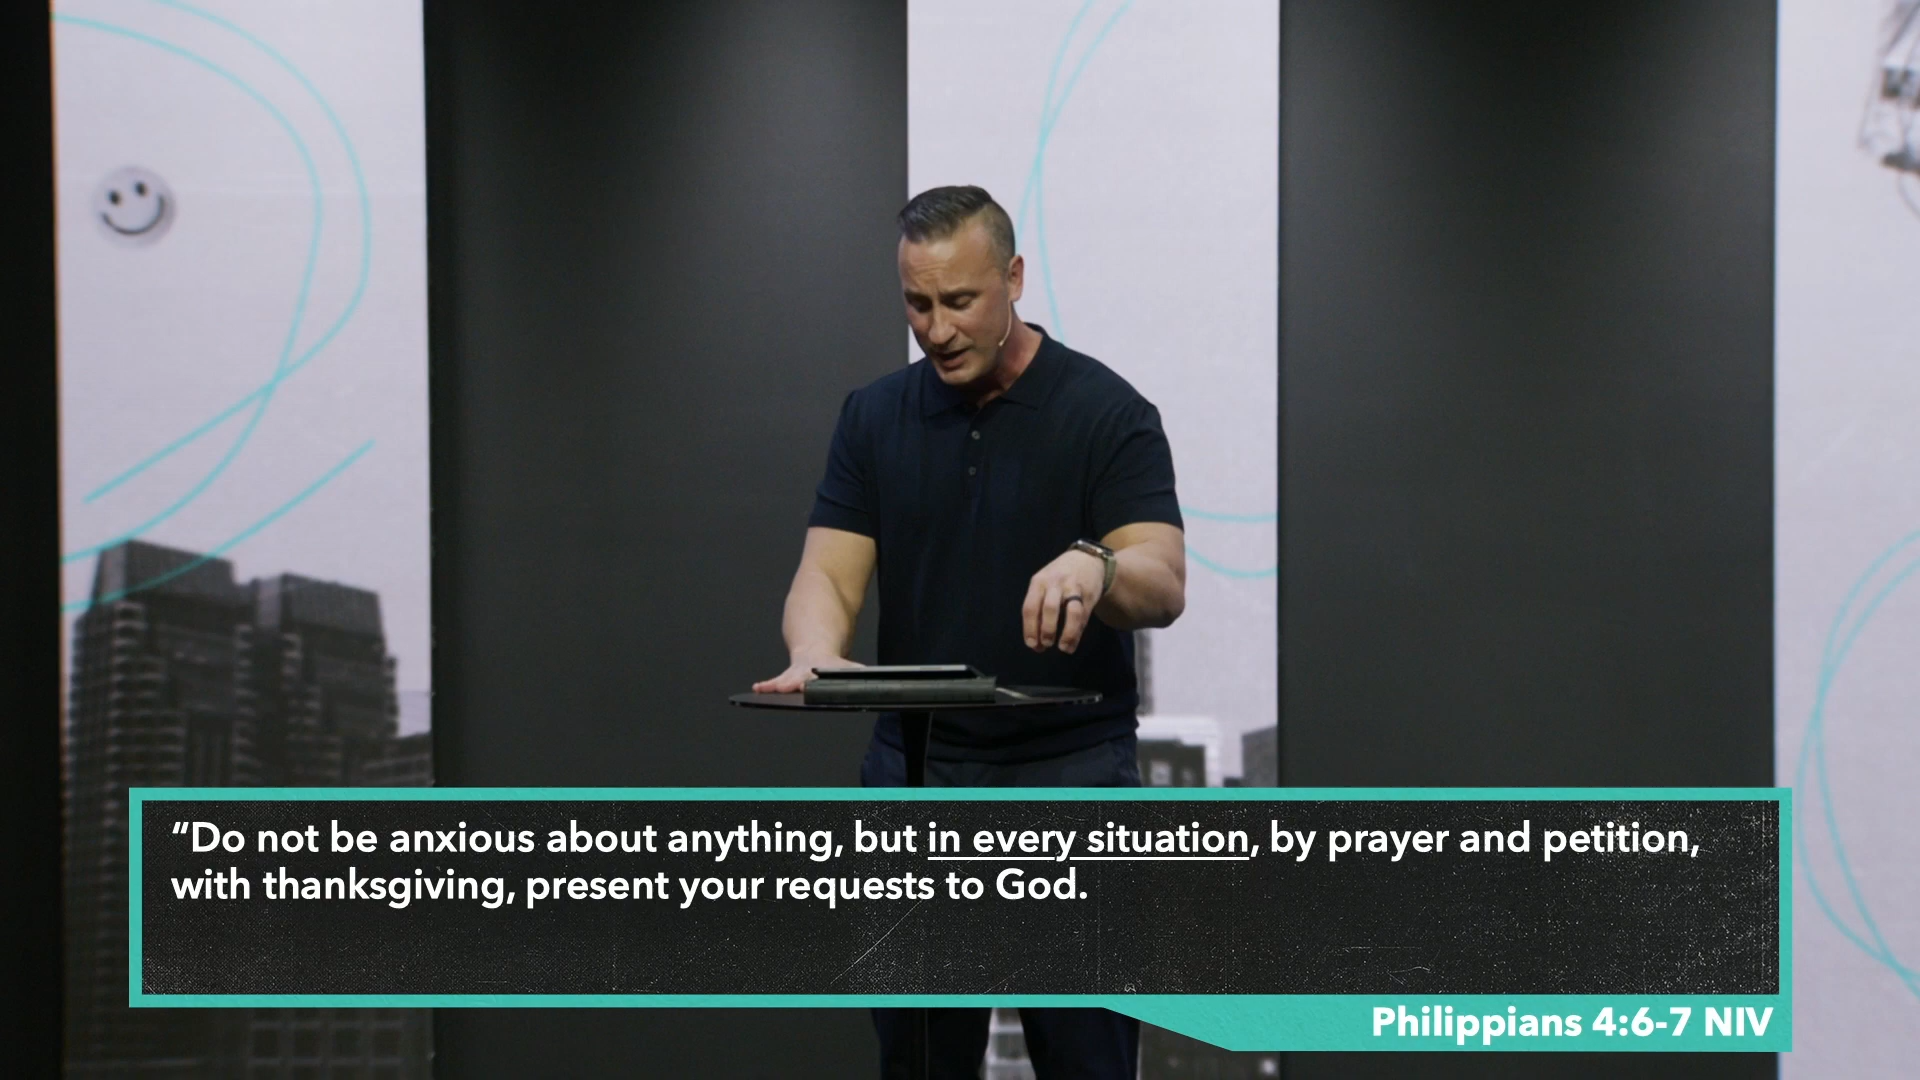 “Do not be anxious about anything, but in every situation, by prayer and petition,
with thanksgiving, present your requests to God.
Philippians 4:6-7 NIV